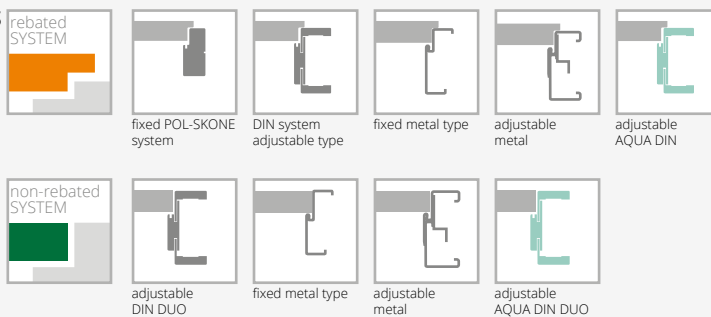 rebated
SYSTEM
fixed POL-SKONE
system
DIN system
adjustable type
fixed metal type
adjustable
metal
adjustable
AQUA DIN
non-rebated
SYSTEM
adjustable
DIN DUO
fixed metal type
adjustable
metal
adjustable
AQUA DIN DUO